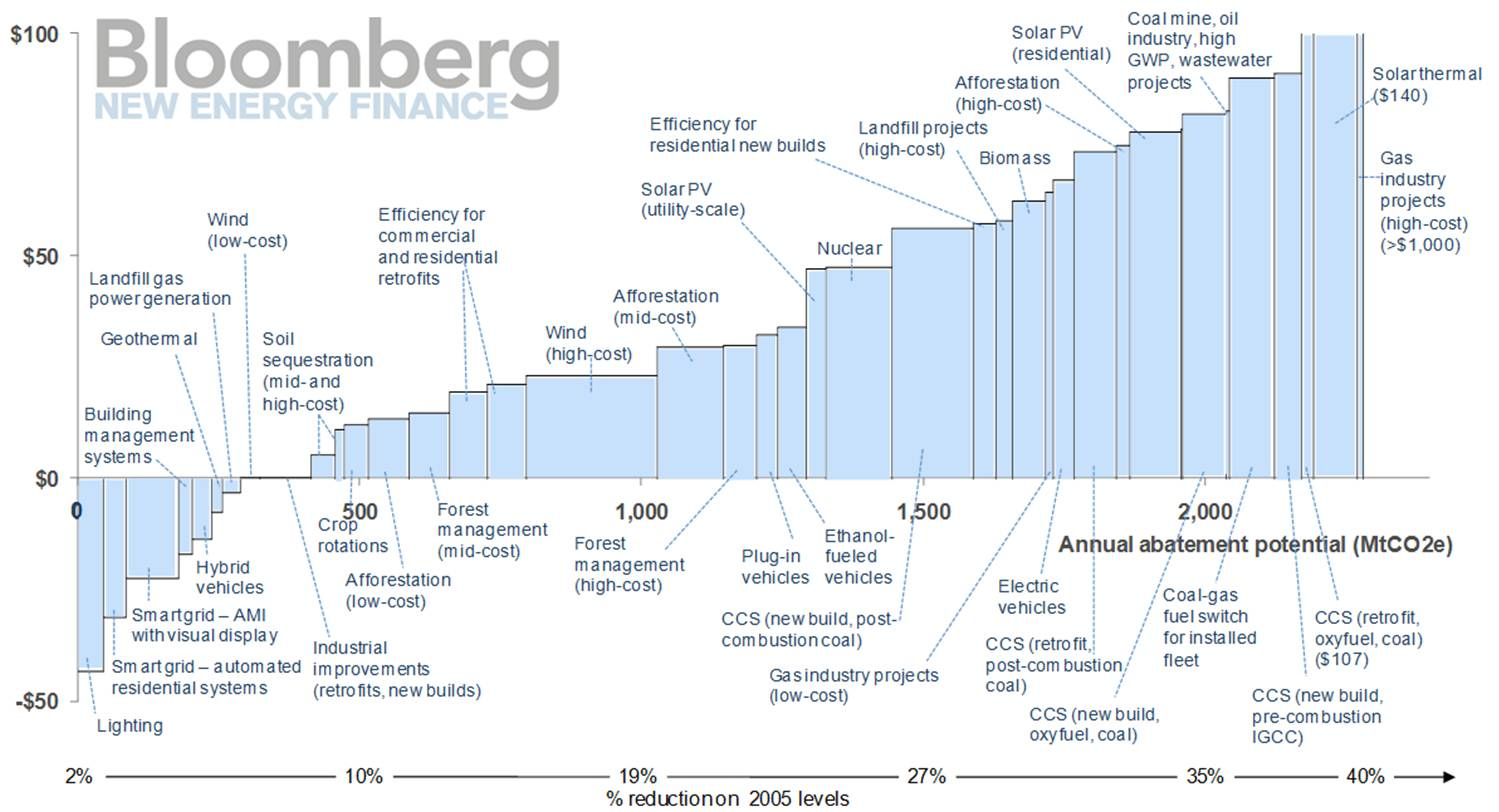 Bloomberg
NEW ENERGY FINANCE
$100
$50
$0
-$50
0
500
1,000
1,500
2,000
Annual abatement potential (MtCO2e)
Lighting
Smart grid – automated
residential systems
Smart grid – AMI
with visual display
Building
management
systems
Hybrid
vehicles
Geothermal
Landfill gas
power generation
Wind
(low-cost)
Industrial
improvements
(retrofits, new builds)
Soil
sequestration
(mid- and
high-cost)
Crop
rotations
Afforestation
(low-cost)
Forest
management
(mid-cost)
Efficiency for
commercial
and residential
retrofits
Wind
(high-cost)
Afforestation
(mid-cost)
Forest
management
(high-cost)
Plug-in
vehicles
Ethanol-
fueled
vehicles
Solar PV
(utility-scale)
Nuclear
CCS (new build, post-
combustion coal)
Efficiency for
residential new builds
Landfill projects
(high-cost)
Biomass
Gas industry projects
(low-cost)
Electric
vehicles
CCS (retrofit,
post-combustion
coal)
Afforestation
(high-cost)
Solar PV
(residential)
CCS (new build,
oxyfuel, coal)
Coal mine, oil
industry, high
GWP, wastewater
projects
Coal-gas
fuel switch
for installed
fleet
CCS (new build,
pre-combustion
IGCC)
CCS (retrofit,
oxyfuel, coal)
($107)
Solar thermal
($140)
Gas
industry
projects
(high-cost)
(>$1,000)
2%
10%
19%
27%
35%
40%
% reduction on 2005 levels